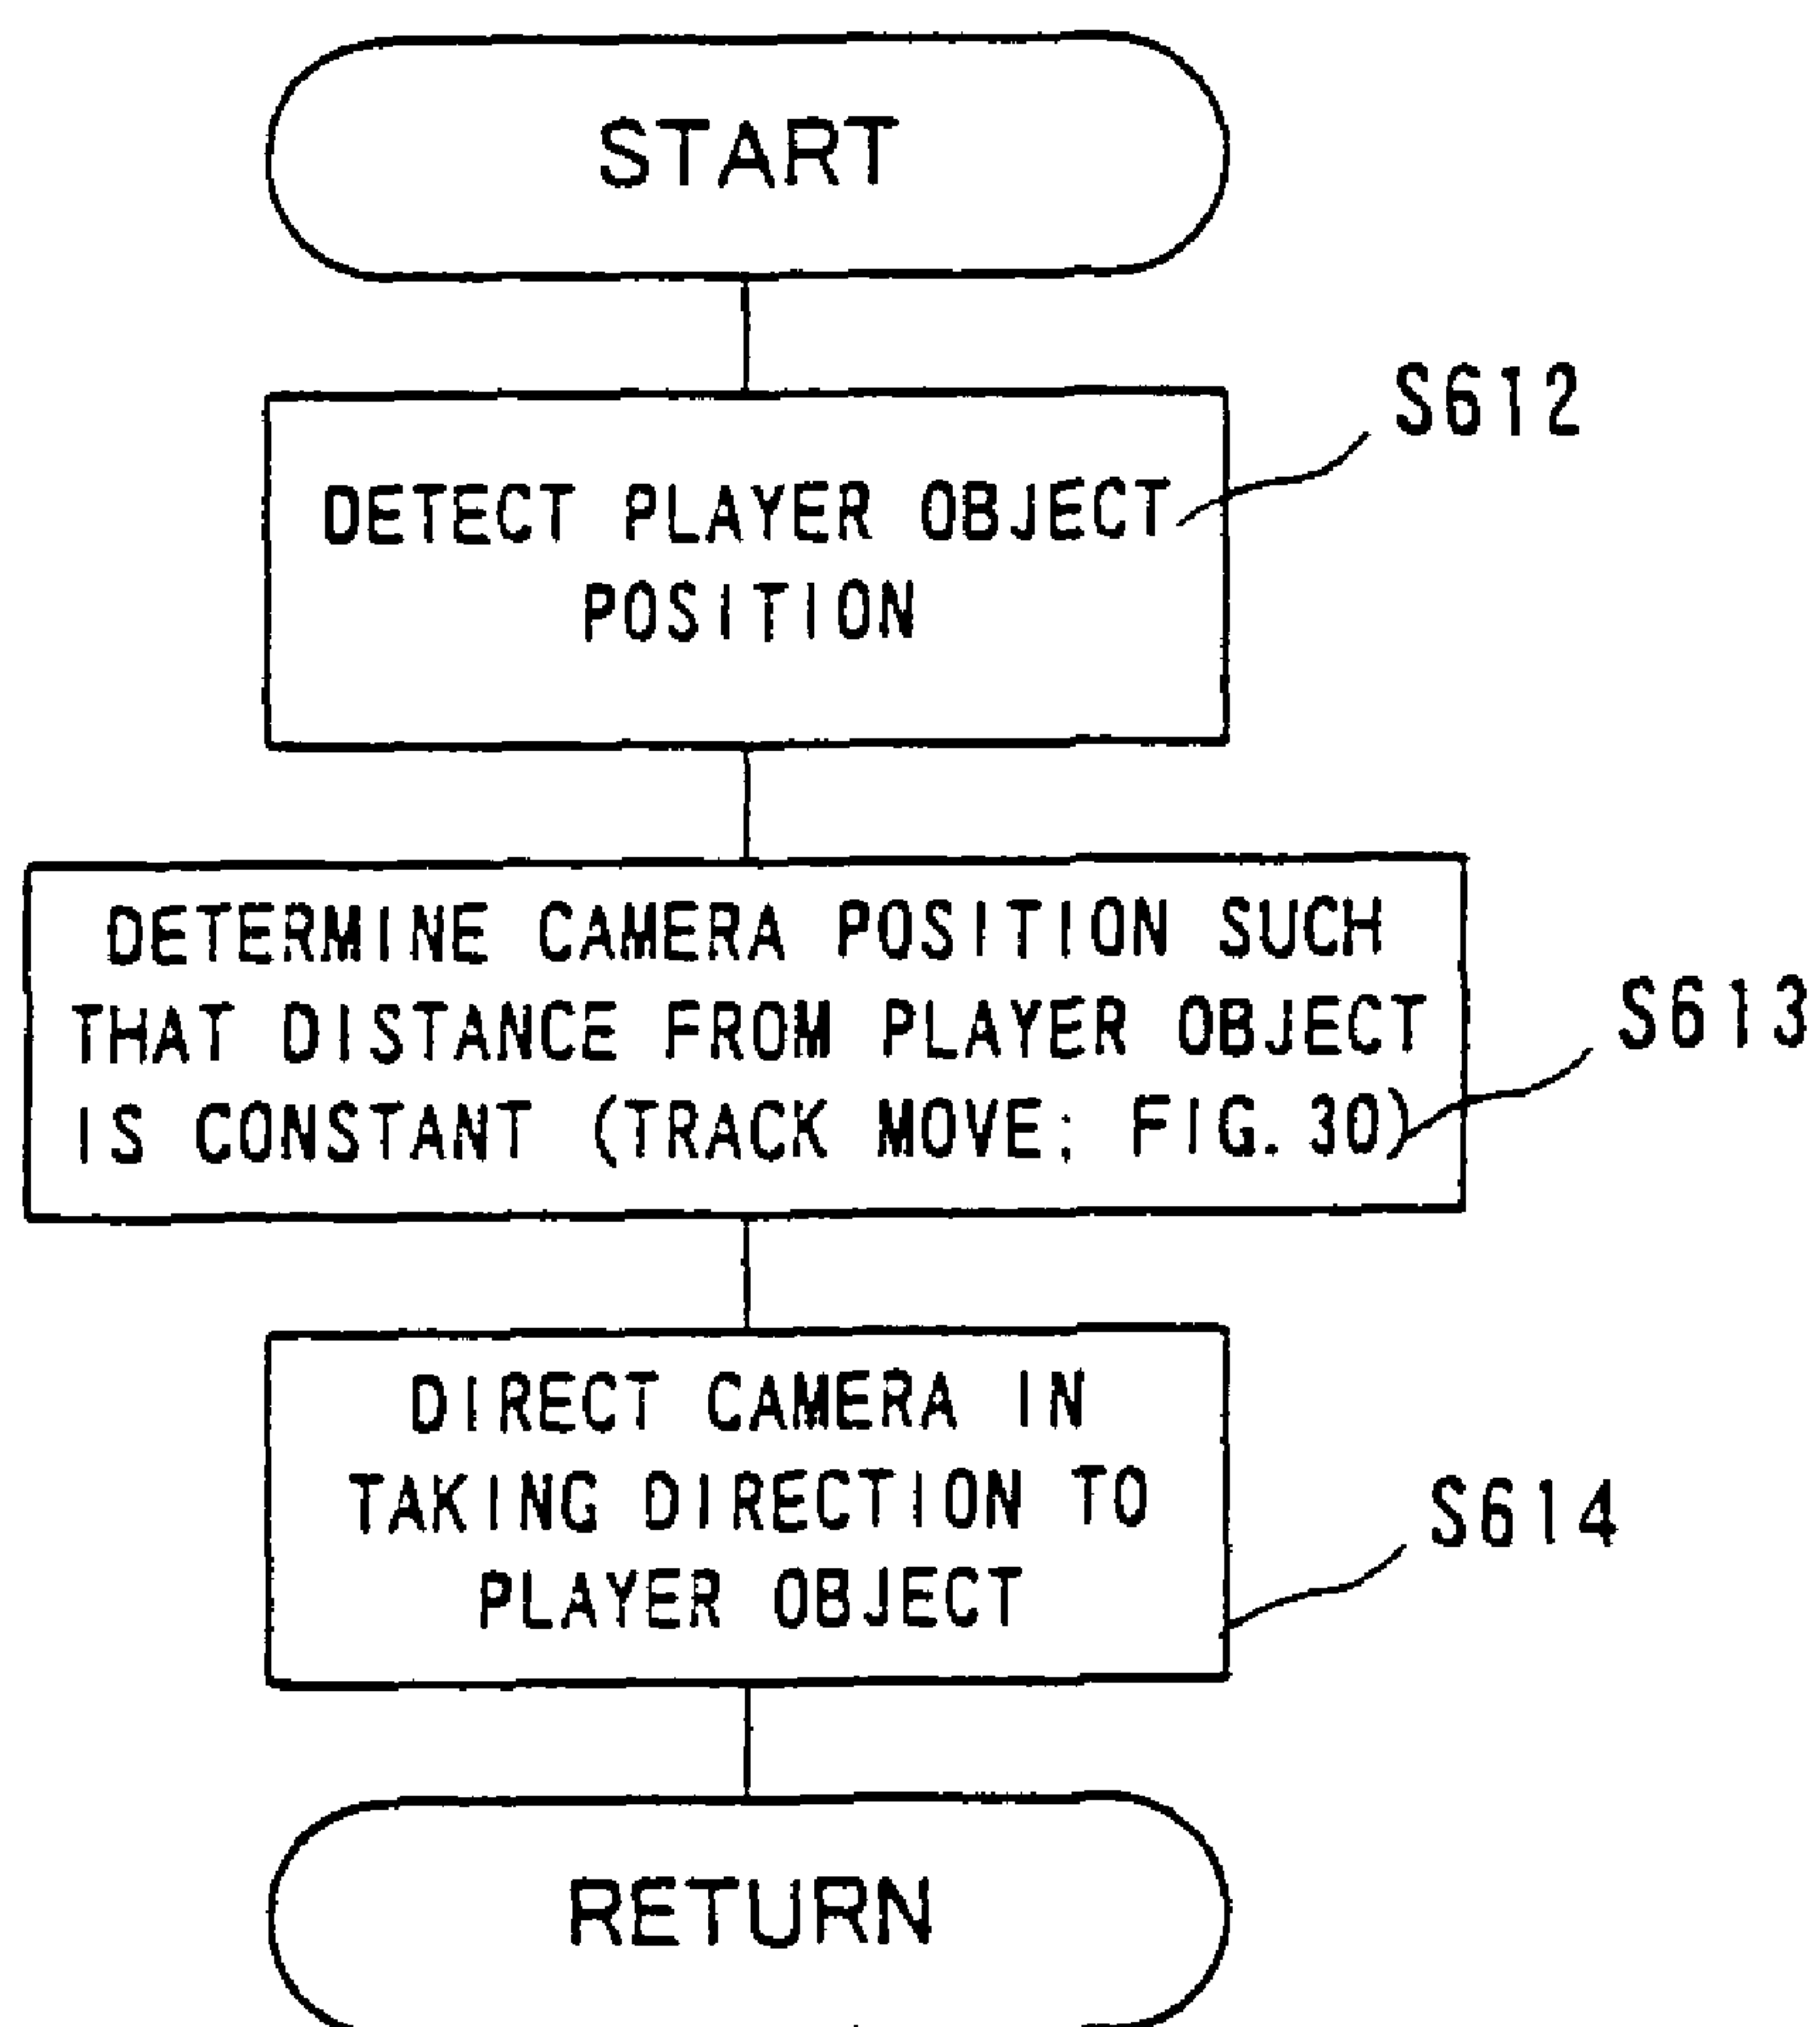 START
S612
DETECT PLAYER OBJECT
POSITION
DETERMINE CAMERA POSITION SUCH
THAT DISTANCE FROM PLAYER OBJECT
IS CONSTANT (TRACK MOVE; FIG. 30)
S613
DIRECT CAMERA IN
TAKING DIRECTION TO
PLAYER OBJECT
S614
RETURN